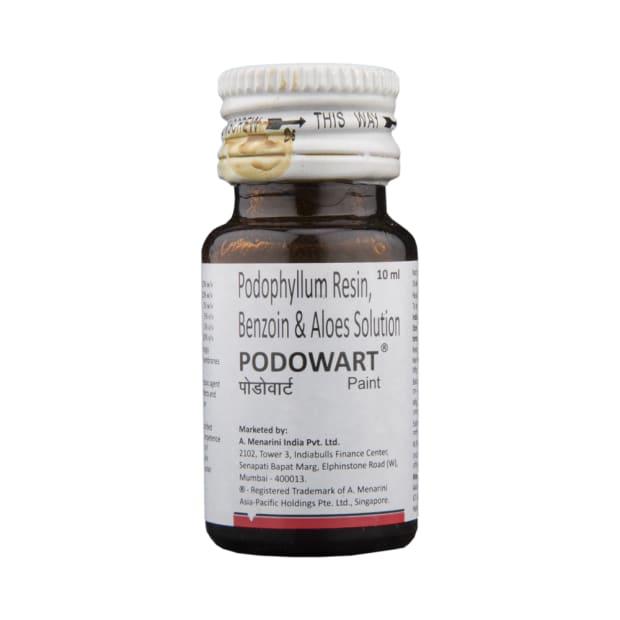 THIS WAY
10 ml
Podophyllum Resin,
Benzoin & Aloes Solution
PODOWART®
पोडोवार्ट Paint
Marketed by:
A. Menarini India Pvt. Ltd.
2102, Tower 3, Indiabulls Finance Center,
Senapati Bapat Marg, Elphinstone Road (W),
Mumbai - 400013.
® - Registered Trademark of A. Menarini
Asia-Pacific Holdings Pte. Ltd., Singapore.